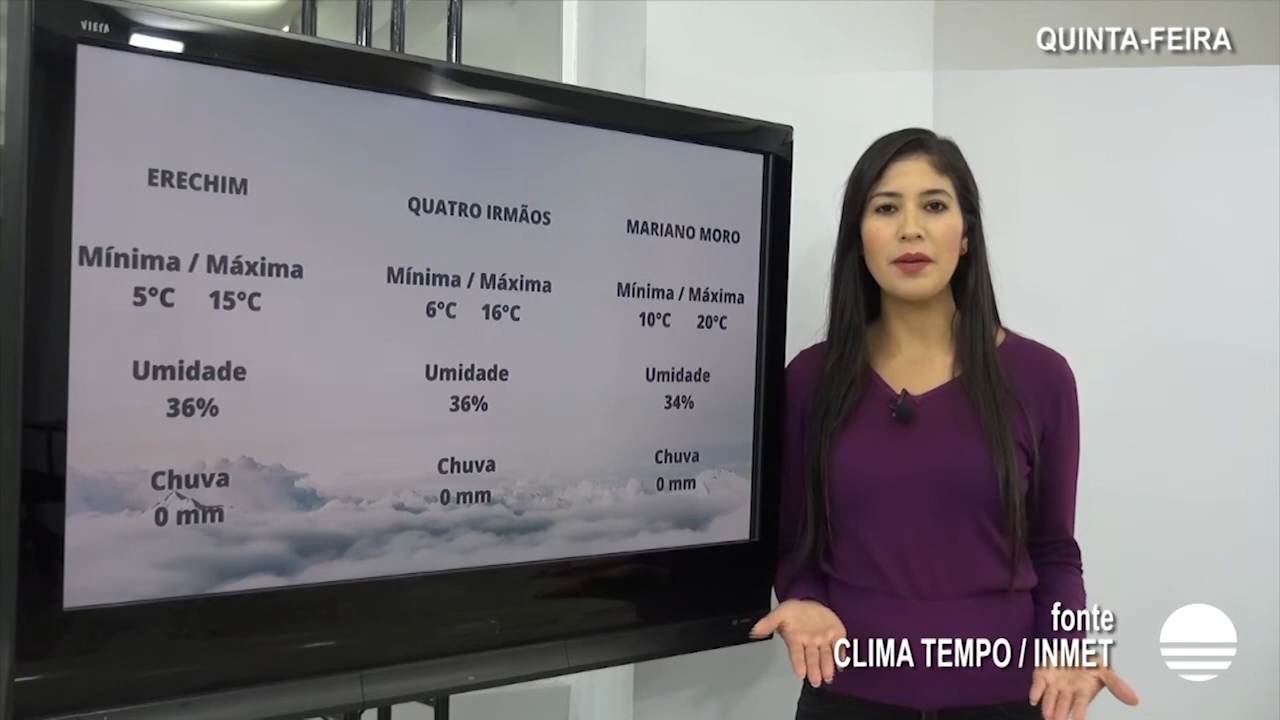 VIERA
QUINTA-FEIRA
ERECHIM
Mínima / Máxima
5°C 15°C
Umidade
36%
Chuva
0 mm
QUATRO IRMÃOS
Mínima / Máxima
6°C 16°C
Umidade
36%
Chuva
0 mm
MARIANO MORO
Mínima / Máxima
10°C 20°C
Umidade
34%
Chuva
0 mm
fonte
CLIMA TEMPO / INMET